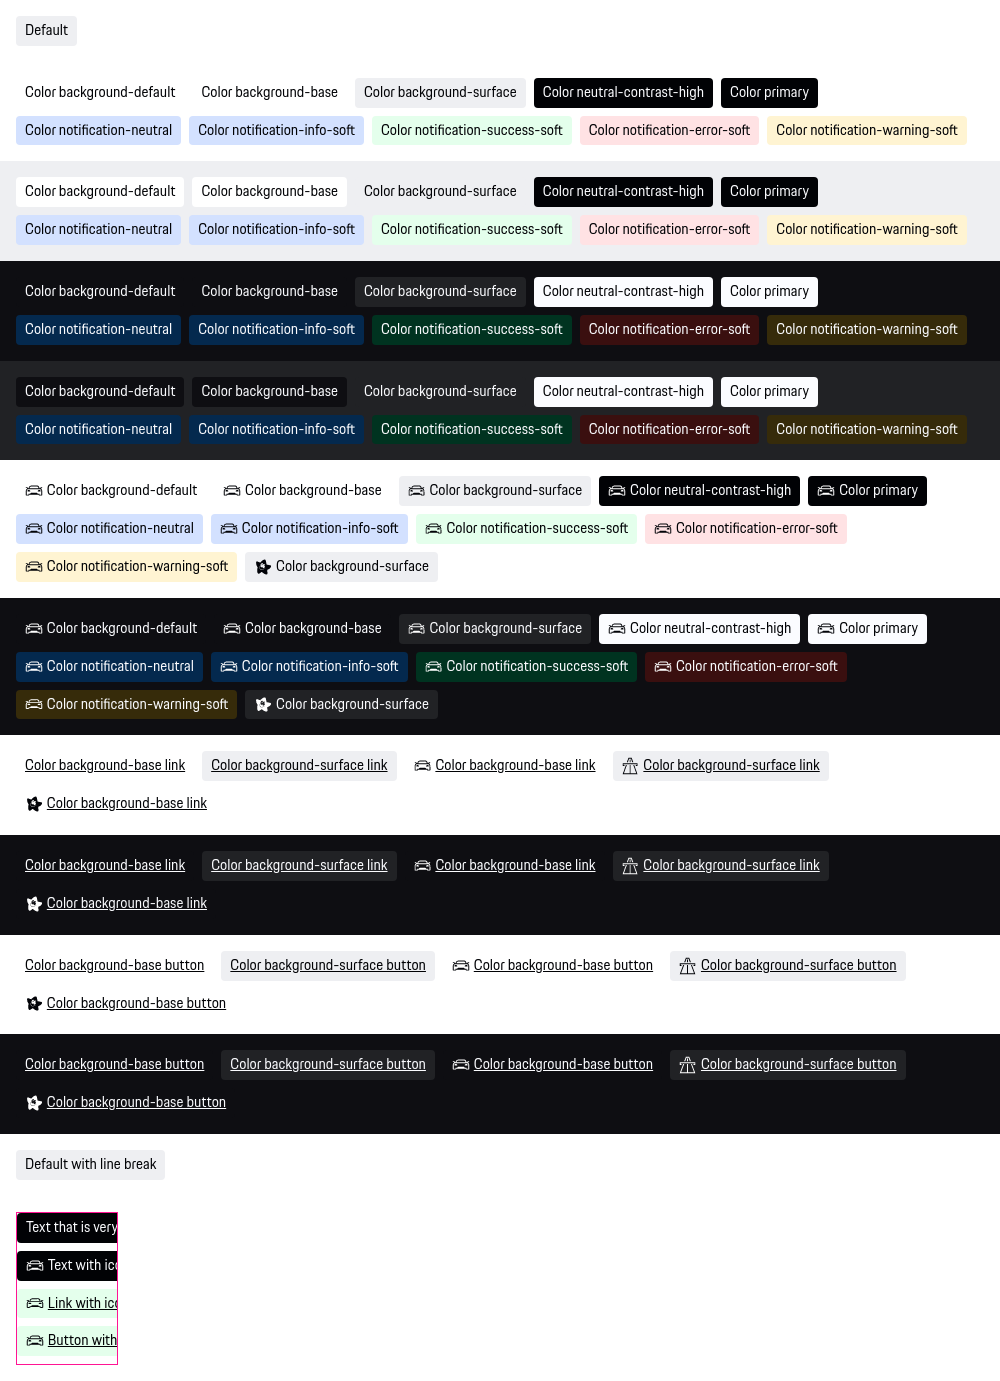 Default
Color background-default Color background-base Color background-surface Color neutral-contrast-high Color primary
Color notification-neutral Color notification-info-soft Color notification-success-soft Color notification-error-soft Color notification-warning-soft
Color background-default Color background-base Color background-surface Color neutral-contrast-high Color primary
Color notification-neutral Color notification-info-soft Color notification-success-soft Color notification-error-soft Color notification-warning-soft
Color background-default Color background-base Color background-surface Color neutral-contrast-high Color primary
Color notification-neutral Color notification-info-soft Color notification-success-soft Color notification-error-soft Color notification-warning-soft
Color background-default Color background-base Color background-surface Color neutral-contrast-high Color primary
Color notification-neutral Color notification-info-soft Color notification-success-soft Color notification-error-soft Color notification-warning-soft
Color background-default Color background-base Color background-surface Color neutral-contrast-high Color primary
Color notification-neutral Color notification-info-soft Color notification-success-soft Color notification-error-soft
Color notification-warning-soft Color background-surface
Color background-default Color background-base Color background-surface Color neutral-contrast-high Color primary
Color notification-neutral Color notification-info-soft Color notification-success-soft Color notification-error-soft
Color notification-warning-soft Color background-surface
Color background-base link Color background-surface link Color background-base link Color background-surface link
Color background-base link
Color background-base link Color background-surface link Color background-base link Color background-surface link
Color background-base link
Color background-base button Color background-surface button Color background-base button Color background-surface button
Color background-base button
Color background-base button Color background-surface button Color background-base button Color background-surface button
Color background-base button
Default with line break
Text that is very
Text with ico
Link with ico
Button with